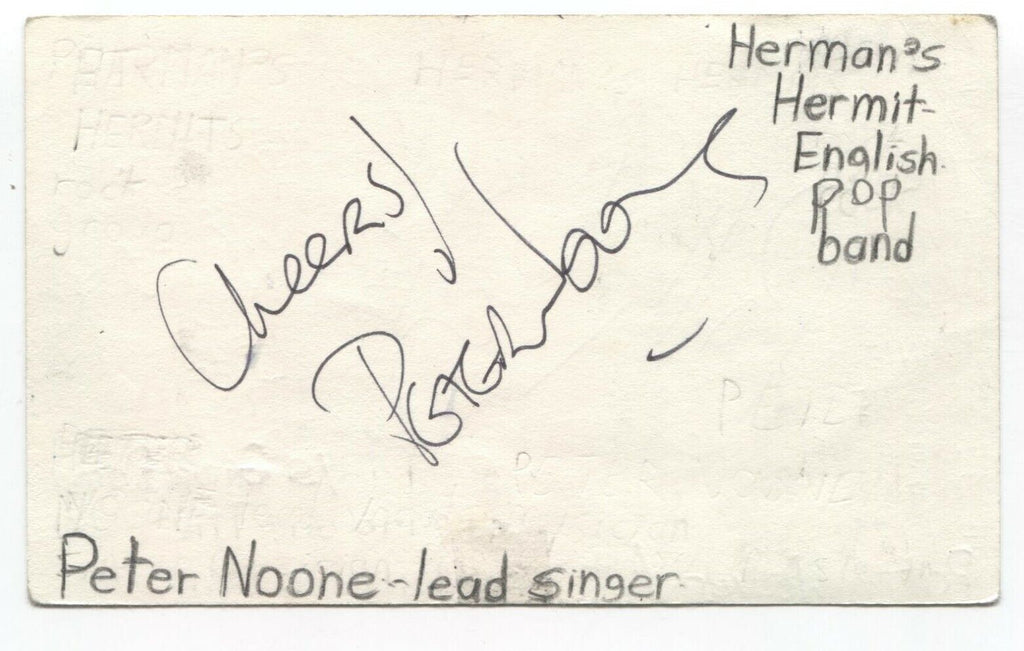 Herman's
Hermit-
English
pop
band
Cheers!
Peter Noone
Peter Noone-lead singer